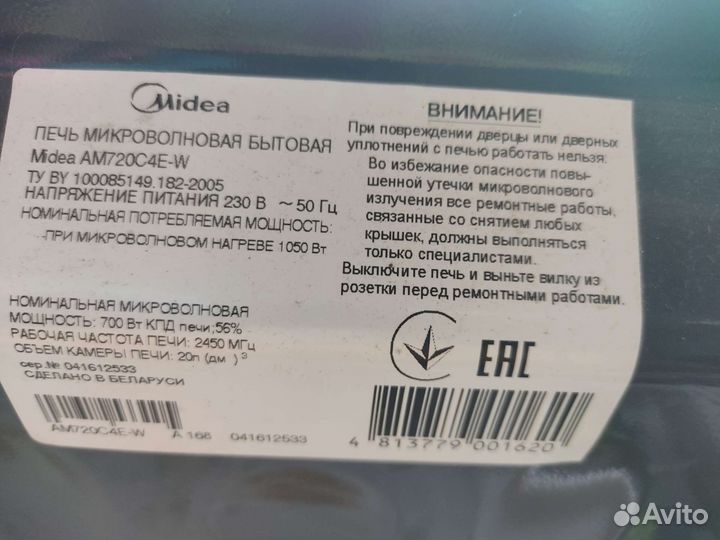 Midea
ПЕЧЬ МИКРОВОЛНОВАЯ БЫТОВАЯ
Midea AM720C4E-W
ТУ BY 100085149.182-2005
НАПРЯЖЕНИЕ ПИТАНИЯ 230 В ~ 50 Гц
НОМИНАЛЬНАЯ ПОТРЕБЛЯЕМАЯ МОЩНОСТЬ:
ПРИ МИКРОВОЛНОВОМ НАГРЕВЕ 1050 Вт
НОМИНАЛЬНАЯ МИКРОВОЛНОВАЯ
МОЩНОСТЬ: 700 Вт КПД печи;56%
РАБОЧАЯ ЧАСТОТА ПЕЧИ: 2450 МГц
ОБЪЕМ КАМЕРЫ ПЕЧИ: 20л (дм )³
сер.№ 041612533
СДЕЛАНО В БЕЛАРУСИ
AM720C4E-W A 166 041612533
ВНИМАНИЕ!
При повреждении дверцы или дверных
уплотнений с печью работать нельзя.
Во избежание опасности повы-
шенной утечки микроволнового
излучения все ремонтные работы,
связанные со снятием любых
крышек, должны выполняться
только специалистами.
Выключите печь и выньте вилку из
розетки перед ремонтными работами.
EAC
4 813779 001620
Avito